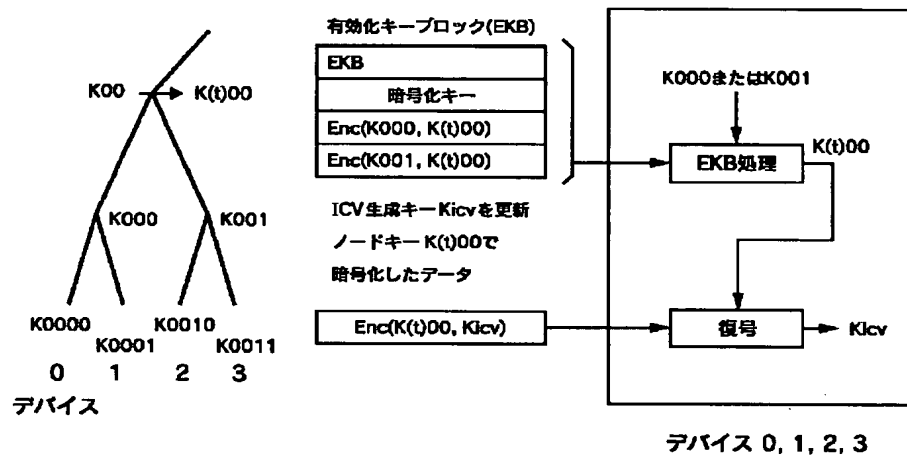 K00
K(t)00
K000
K001
K0000
K0001
K0010
K0011
0 1 2 3
デバイス
有効化キーブロック(EKB)
EKB
暗号化キー
Enc(K000, K(t)00)
Enc(K001, K(t)00)
ICV生成キーKicvを更新
ノードキーK(t)00で
暗号化したデータ
Enc(K(t)00, Kicv)
K000またはK001
EKB処理
K(t)00
復号
Kicv
デバイス 0, 1, 2, 3